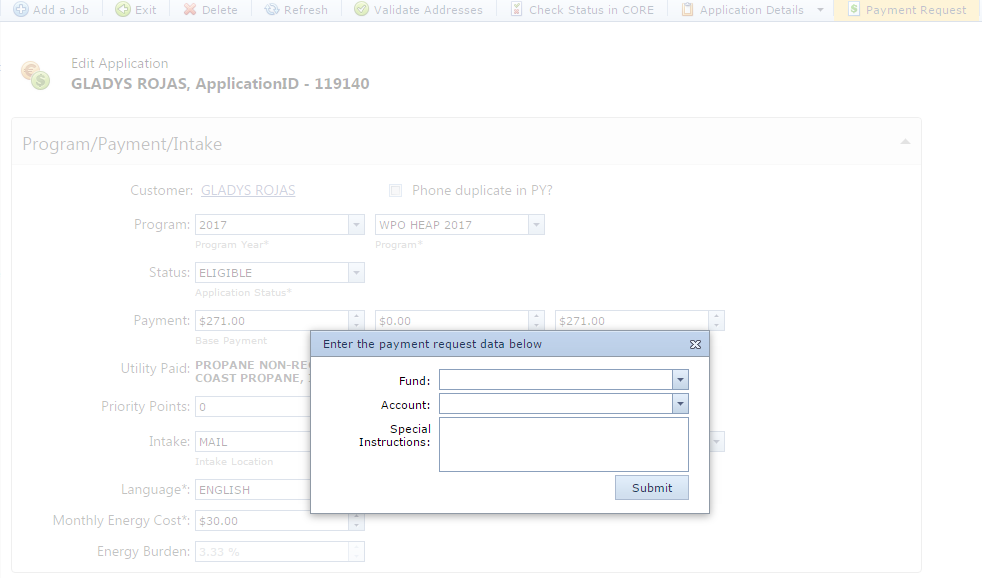 Add a Job Exit Delete Refresh Validate Addresses Check Status in CORE Application Details Payment Request
Edit Application
GLADYS ROJAS, ApplicationID - 119140
Program/Payment/Intake
Customer: GLADYS ROJAS Phone duplicate in PY?
Program: 2017 WPO HEAP 2017
Program Year* Program*
Status: ELIGIBLE
Application Status*
Payment: $271.00 $0.00 $271.00
Base Payment
Enter the payment request data below
Utility Paid: PROPANE NON-REG
COAST PROPANE,
Fund:
Priority Points: 0
Account:
Special
Instructions:
Intake: MAIL
Intake Location
Language*: ENGLISH
Submit
Monthly Energy Cost*: $30.00
Energy Burden: 3.33 %